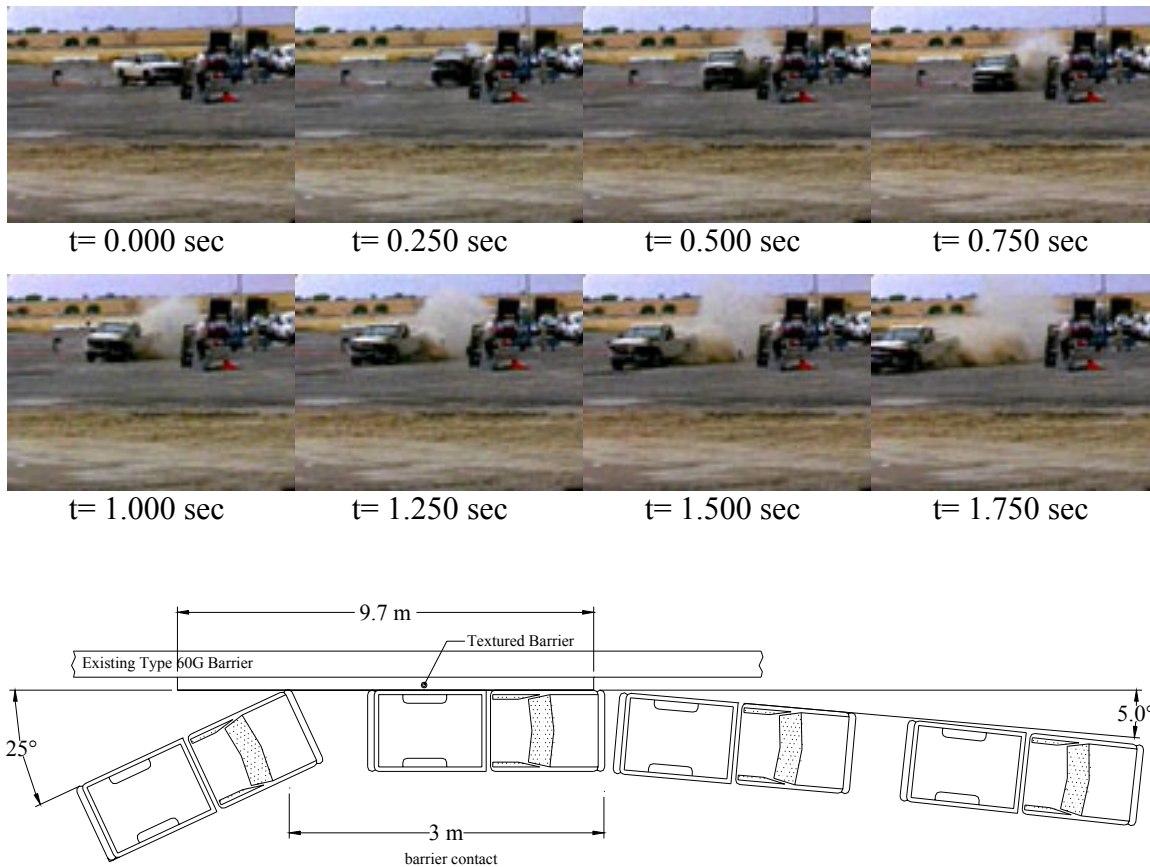 t= 0.000 sec
t= 0.250 sec
t= 0.500 sec
t= 0.750 sec
t= 1.000 sec
t= 1.250 sec
t= 1.500 sec
t= 1.750 sec
9.7 m
Textured Barrier
Existing Type 60G Barrier
25°
5.0°
3 m
barrier contact